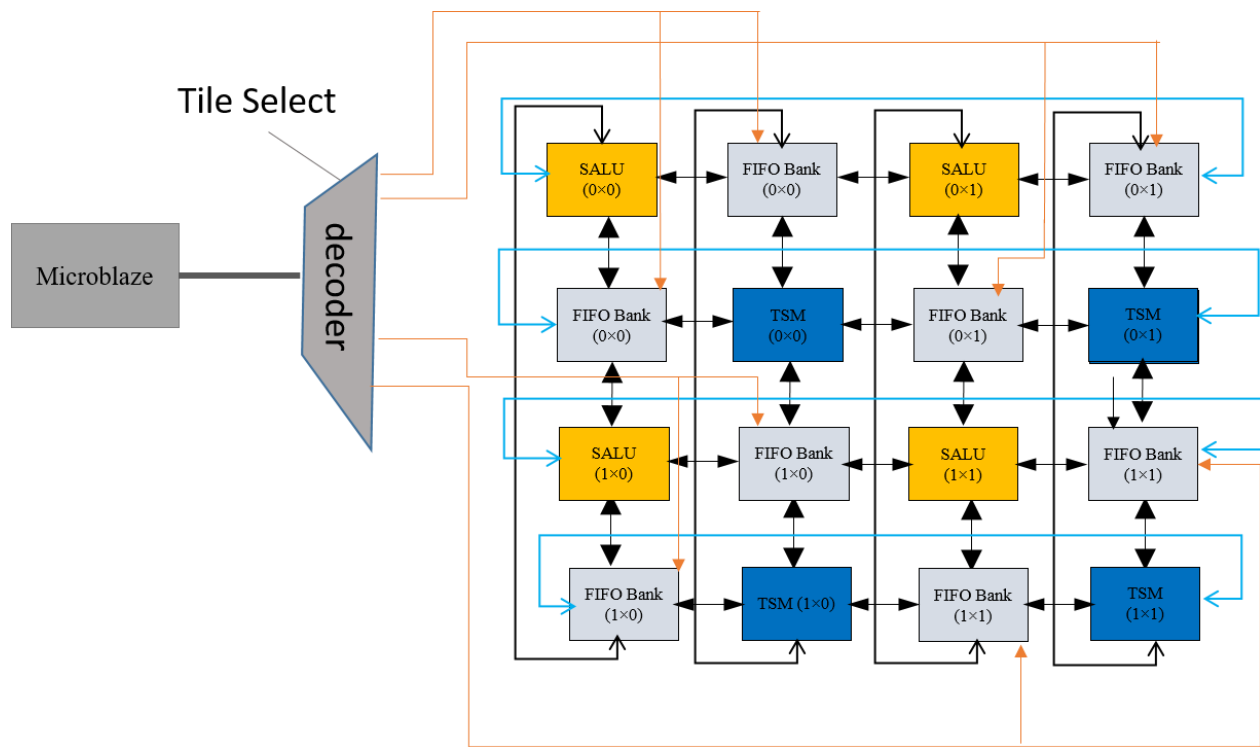 Tile Select
decoder
Microblaze
SALU
(0×0)
FIFO Bank
(0×0)
SALU
(0×1)
FIFO Bank
(0×1)
FIFO Bank
(0×0)
TSM
(0×0)
FIFO Bank
(0×1)
TSM
(0×1)
SALU
(1×0)
FIFO Bank
(1×0)
SALU
(1×1)
FIFO Bank
(1×1)
FIFO Bank
(1×0)
TSM (1×0)
FIFO Bank
(1×1)
TSM
(1×1)